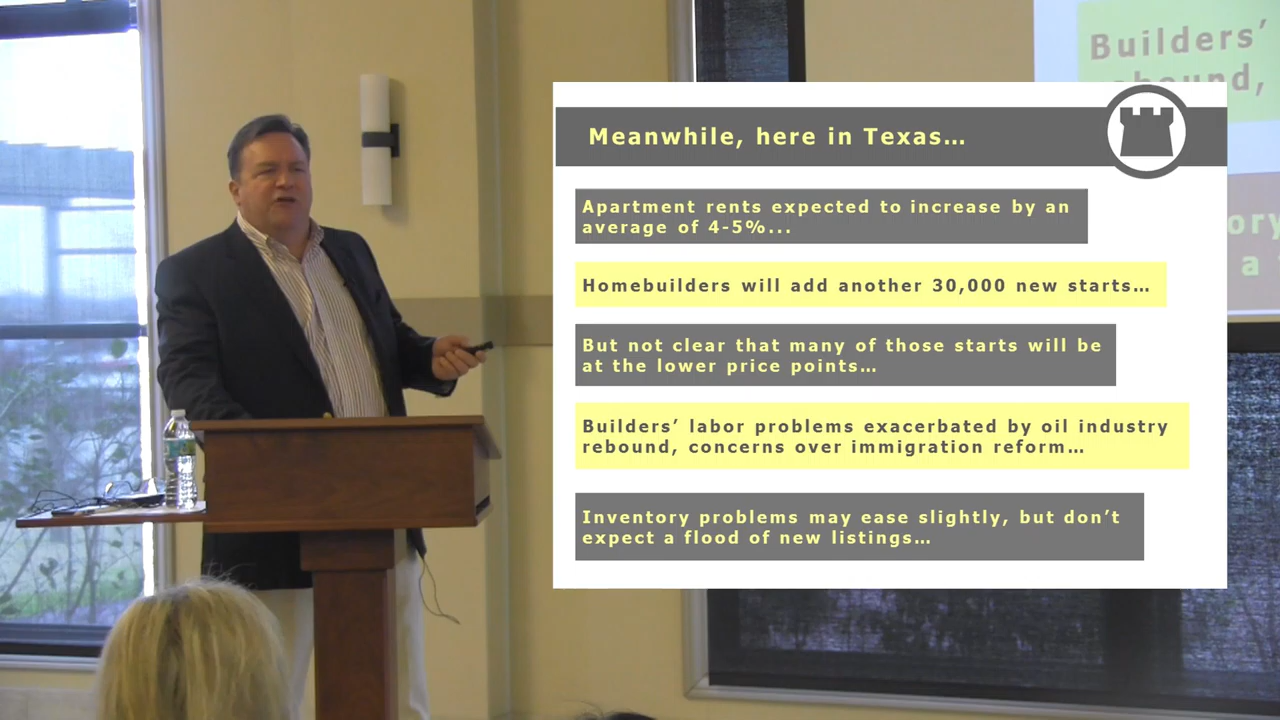 Meanwhile, here in Texas…
Apartment rents expected to increase by an
average of 4-5%...
Homebuilders will add another 30,000 new starts…
But not clear that many of those starts will be
at the lower price points…
Builders’ labor problems exacerbated by oil industry
rebound, concerns over immigration reform…
Inventory problems may ease slightly, but don’t
expect a flood of new listings…
Builders’
a